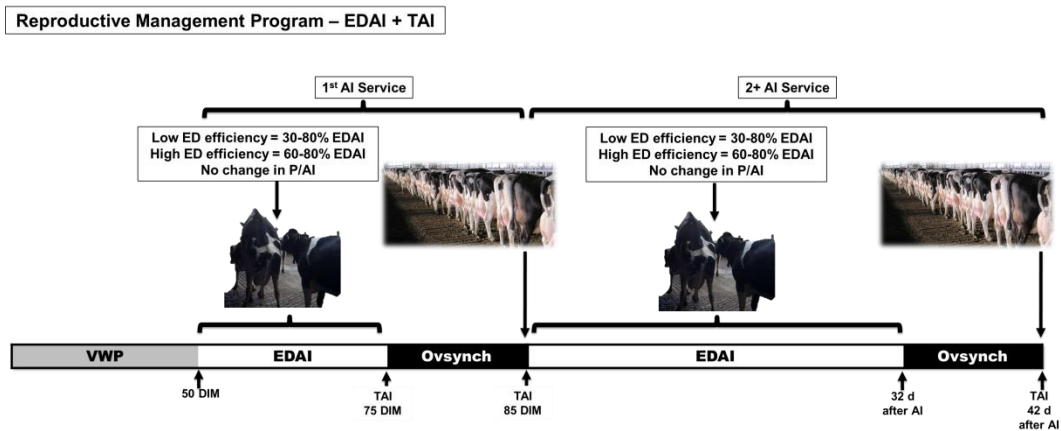 Reproductive Management Program – EDAI + TAI
1st AI Service
2+ AI Service
Low ED efficiency = 30-80% EDAI
High ED efficiency = 60-80% EDAI
No change in P/AI
Low ED efficiency = 30-80% EDAI
High ED efficiency = 60-80% EDAI
No change in P/AI
VWP
EDAI
Ovsynch
EDAI
Ovsynch
50 DIM
TAI
75 DIM
TAI
85 DIM
32 d
after AI
TAI
42 d
after AI